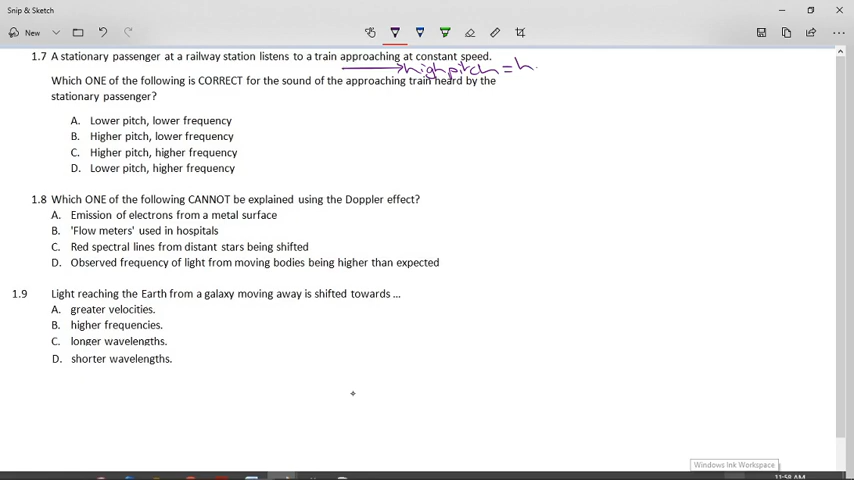 Snip & Sketch
New
1.7 A stationary passenger at a railway station listens to a train approaching at constant speed.
high pitch = h
Which ONE of the following is CORRECT for the sound of the approaching train heard by the
stationary passenger?
A. Lower pitch, lower frequency
B. Higher pitch, lower frequency
C. Higher pitch, higher frequency
D. Lower pitch, higher frequency
1.8 Which ONE of the following CANNOT be explained using the Doppler effect?
A. Emission of electrons from a metal surface
B. 'Flow meters' used in hospitals
C. Red spectral lines from distant stars being shifted
D. Observed frequency of light from moving bodies being higher than expected
1.9 Light reaching the Earth from a galaxy moving away is shifted towards ...
A. greater velocities.
B. higher frequencies.
C. longer wavelengths.
D. shorter wavelengths.
Windows Ink Workspace
11:58 AM